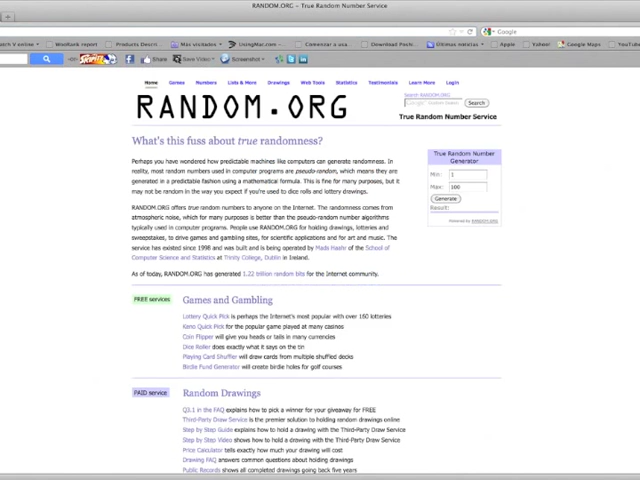 RANDOM.ORG – True Random Number Service
Google
WooRank report
Products Descri...
Mac visitados
UsingMac.com
Comenzar a usa...
Download Posto
Últimas noticias
Apple
Yahoo!
Google Maps
YouTube
Share
Save Video
Screenshot
Home Games Numbers Lists & More Drawings Web Tools Statistics Testimonials Learn More Login
RANDOM.ORG
Search RANDOM.ORG
Search
True Random Number Service
What's this fuss about true randomness?
Perhaps you have wondered how predictable machines like computers can generate randomness. In
reality, most random numbers used in computer programs are pseudo-random, which means they are
generated in a predictable fashion using a mathematical formula. This is fine for many purposes, but it
may not be random in the way you expect if you're used to dice rolls and lottery drawings.
RANDOM.ORG offers true random numbers to anyone on the Internet. The randomness comes from
atmospheric noise, which for many purposes is better than the pseudo-random number algorithms
typically used in computer programs. People use RANDOM.ORG for holding drawings, lotteries and
sweepstakes, to drive games and gambling sites, for scientific applications and for art and music. The
service has existed since 1998 and was built and is being operated by Mads Haahr of the School of
Computer Science and Statistics at Trinity College, Dublin in Ireland.
As of today, RANDOM.ORG has generated 1.22 trillion random bits for the Internet community.
True Random Number
Generator
Min: 1
Max: 100
Generate
Result:
Powered by RANDOM.ORG
FREE services
Games and Gambling
Lottery Quick Pick is perhaps the Internet's most popular with over 160 lotteries
Keno Quick Pick for the popular game played at many casinos
Coin Flipper will give you heads or tails in many currencies
Dice Roller does exactly what it says on the tin
Playing Card Shuffler will draw cards from multiple shuffled decks
Birdie Fund Generator will create birdie holes for golf courses
PAID service
Random Drawings
Q3.1 in the FAQ explains how to pick a winner for your giveaway for FREE
Third-Party Draw Service is the premier solution to holding random drawings online
Step by Step Guide explains how to hold a drawing with the Third-Party Draw Service
Step by Step Video shows how to hold a drawing with the Third-Party Draw Service
Price Calculator tells exactly how much your drawing will cost
Drawing FAQ answers common questions about holding drawings
Public Records shows all completed drawings going back five years